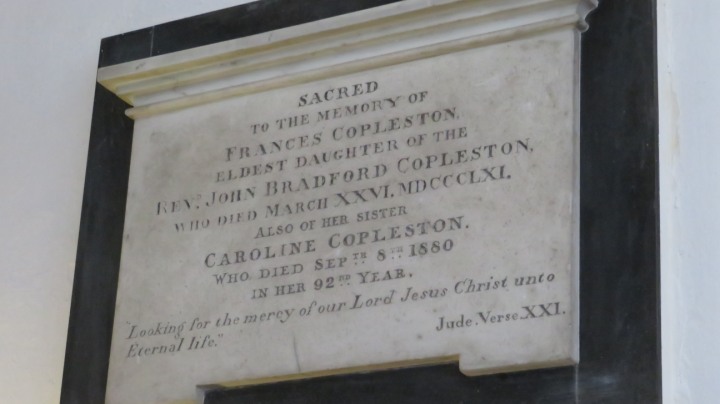 SACRED
TO THE MEMORY OF
FRANCES COPLESTON,
ELDEST DAUGHTER OF THE
REVD. JOHN BRADFORD COPLESTON,
WHO DIED MARCH XXVI. MDCCCLXI.
ALSO OF HER SISTER
CAROLINE COPLESTON.
WHO DIED SEPTR. 8TH. 1880
IN HER 92ND. YEAR.
"Looking for the mercy of our Lord Jesus Christ unto
Eternal life."
Jude. Verse. XXI.